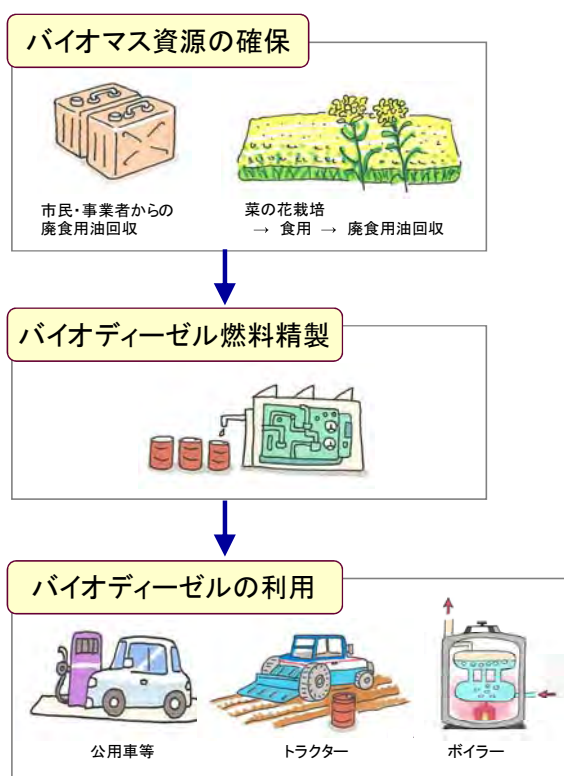 バイオマス資源の確保
市民・事業者からの
廃食用油回収
菜の花栽培
→ 食用 → 廃食用油回収
バイオディーゼル燃料精製
バイオディーゼルの利用
公用車等
トラクター
ボイラー